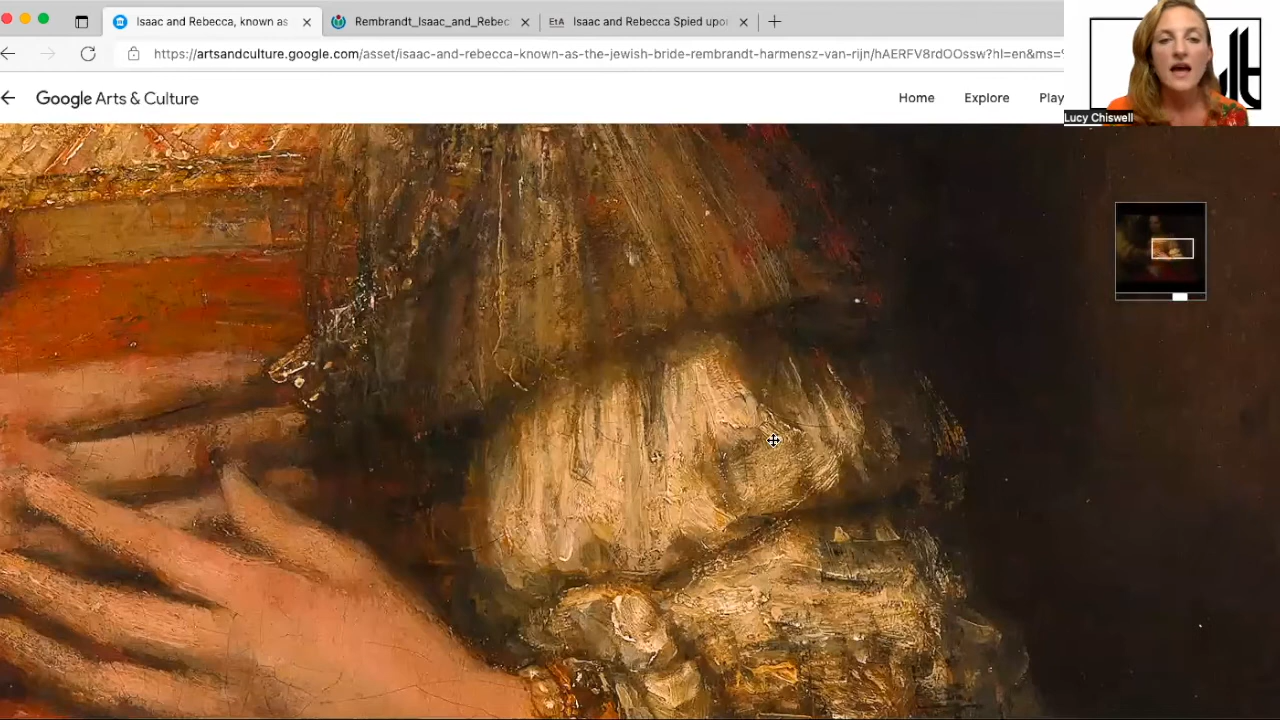 Isaac and Rebecca, known as
Rembrandt_Isaac_and_Rebec
EtA Isaac and Rebecca Spied upo
https://artsandculture.google.com/asset/isaac-and-rebecca-known-as-the-jewish-bride-rembrandt-harmensz-van-rijn/hAERFV8rdOOssw?hl=en&ms=
Google Arts & Culture
Home
Explore
Play
Lucy Chiswell